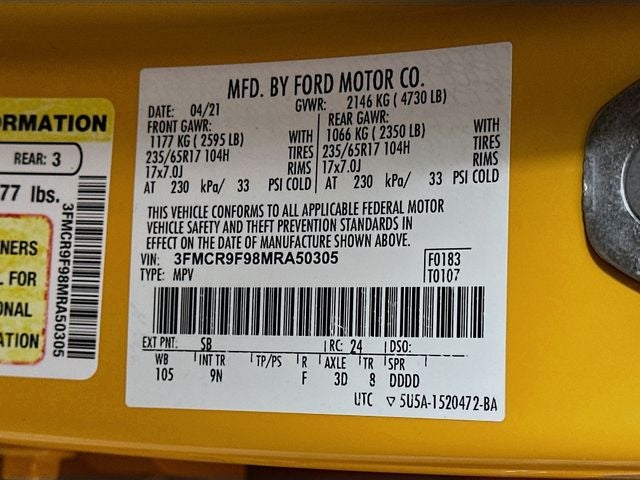 ORMATION
REAR: 3
77 lbs.
NERS
L FOR
ONAL
ATION
3FMCR9F98MRA50305
MFD. BY FORD MOTOR CO.
DATE: 04/21 GVWR: 2146 KG ( 4730 LB)
FRONT GAWR: REAR GAWR:
1177 KG ( 2595 LB) WITH 1066 KG ( 2350 LB) WITH
235/65R17 104H TIRES 235/65R17 104H TIRES
17x7.0J RIMS 17x7.0J RIMS
AT 230 kPa/ 33 PSI COLD AT 230 kPa/ 33 PSI COLD
THIS VEHICLE CONFORMS TO ALL APPLICABLE FEDERAL MOTOR
VEHICLE SAFETY AND THEFT PREVENTION STANDARDS IN
EFFECT ON THE DATE OF MANUFACTURE SHOWN ABOVE.
VIN: 3FMCR9F98MRA50305 F0183
TYPE: MPV T0107
EXT PNT: SB RC: 24 DSO:
WB INT TR TP/PS R AXLE TR SPR
105 9N F 3D 8 DDDD
UTC ▽ 5U5A-1520472-BA